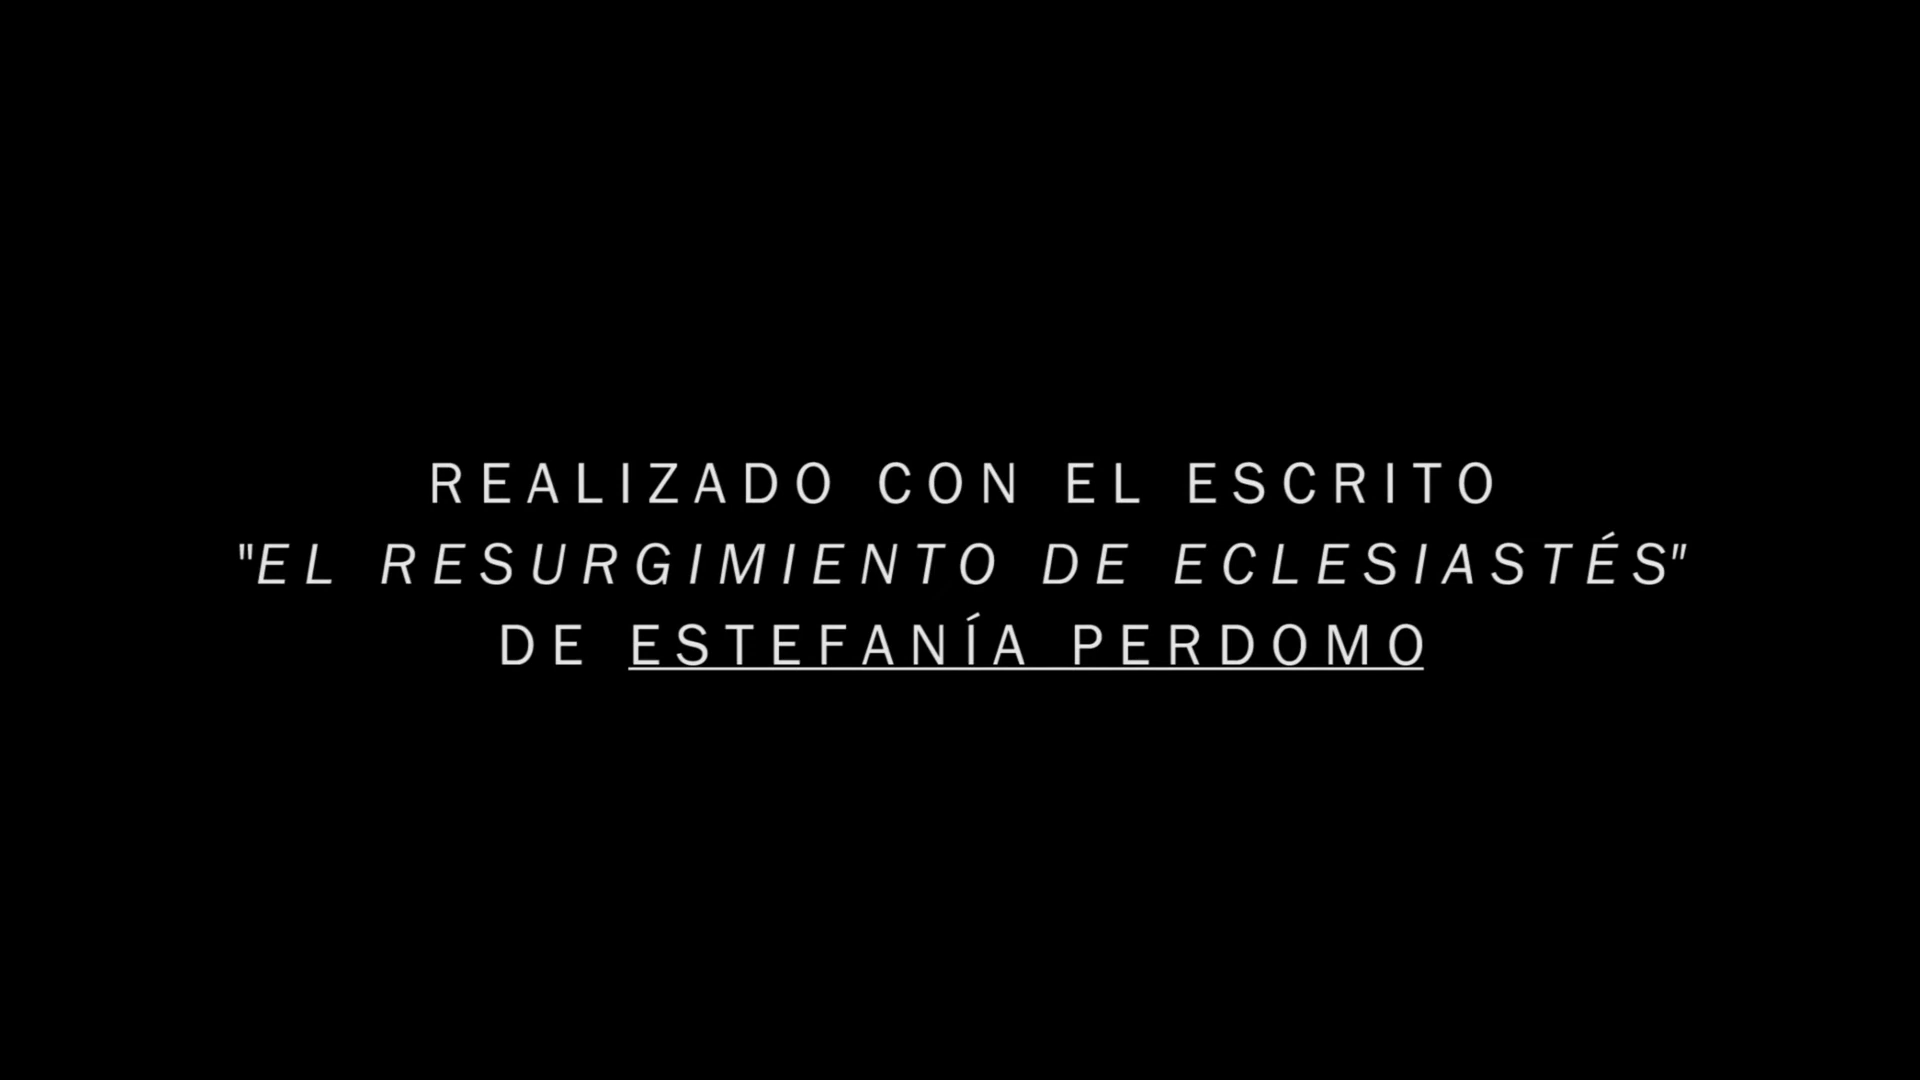 REALIZADO CON EL ESCRITO
"EL RESURGIMIENTO DE ECLESIASTÉS"
DE ESTEFANÍA PERDOMO